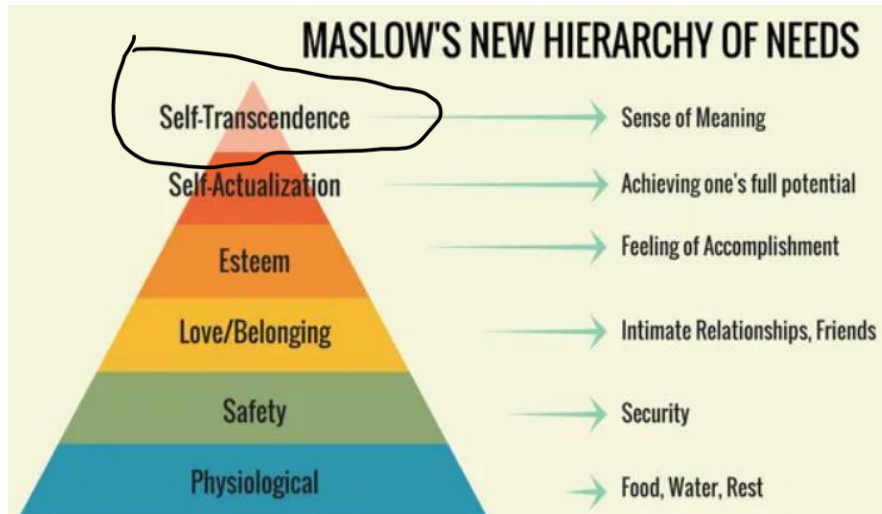 MASLOW'S NEW HIERARCHY OF NEEDS
Self-Transcendence
Sense of Meaning
Self-Actualization
Achieving one's full potential
Esteem
Feeling of Accomplishment
Love/Belonging
Intimate Relationships, Friends
Safety
Security
Physiological
Food, Water, Rest